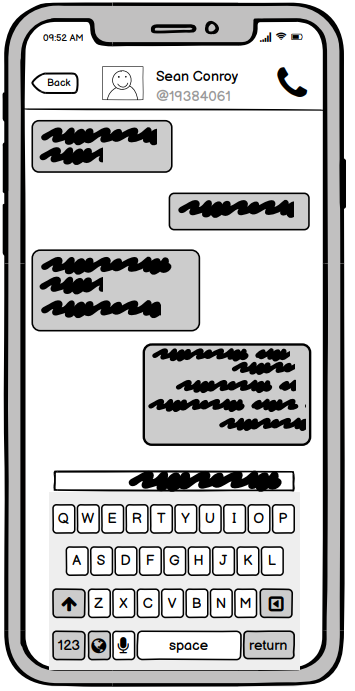 09:52 AM
Back
Sean Conroy
@19384061
Q W E R T Y U I O P
A S D F G H J K L
Z X C V B N M
123 space return